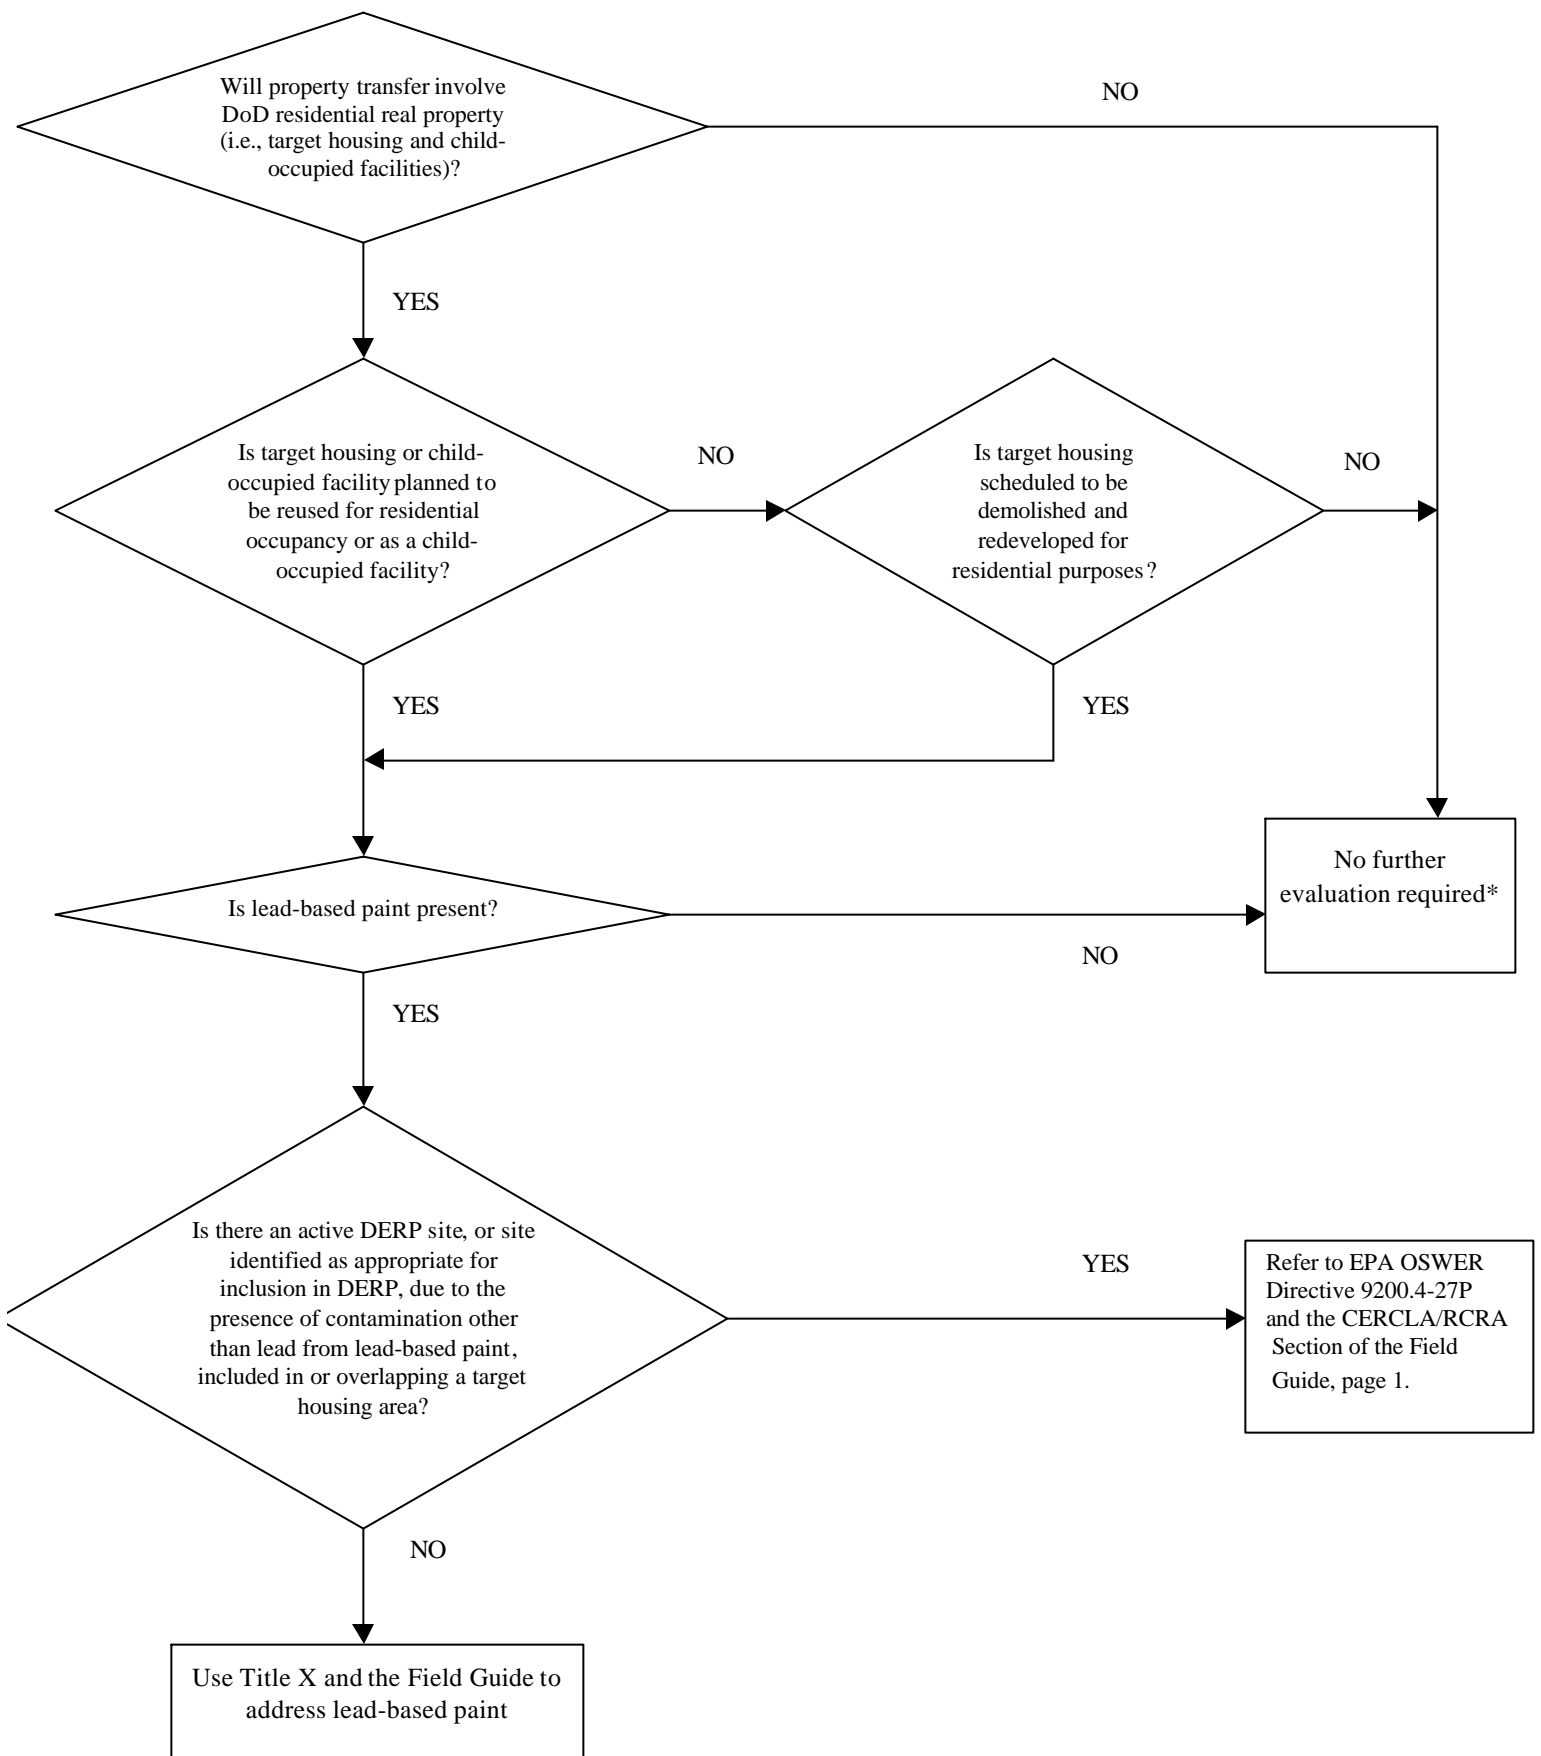 Will property transfer involve
DoD residential real property
(i.e., target housing and child-
occupied facilities)?
NO
YES
Is target housing or child-
occupied facility planned to
be reused for residential
occupancy or as a child-
occupied facility?
NO
Is target housing
scheduled to be
demolished and
redeveloped for
residential purposes?
NO
YES
YES
Is lead-based paint present?
NO
No further
evaluation required*
YES
Is there an active DERP site, or site
identified as appropriate for
inclusion in DERP, due to the
presence of contamination other
than lead from lead-based paint,
included in or overlapping a target
housing area?
YES
Refer to EPA OSWER
Directive 9200.4-27P
and the CERCLA/RCRA
Section of the Field
Guide, page 1.
NO
Use Title X and the Field Guide to
address lead-based paint